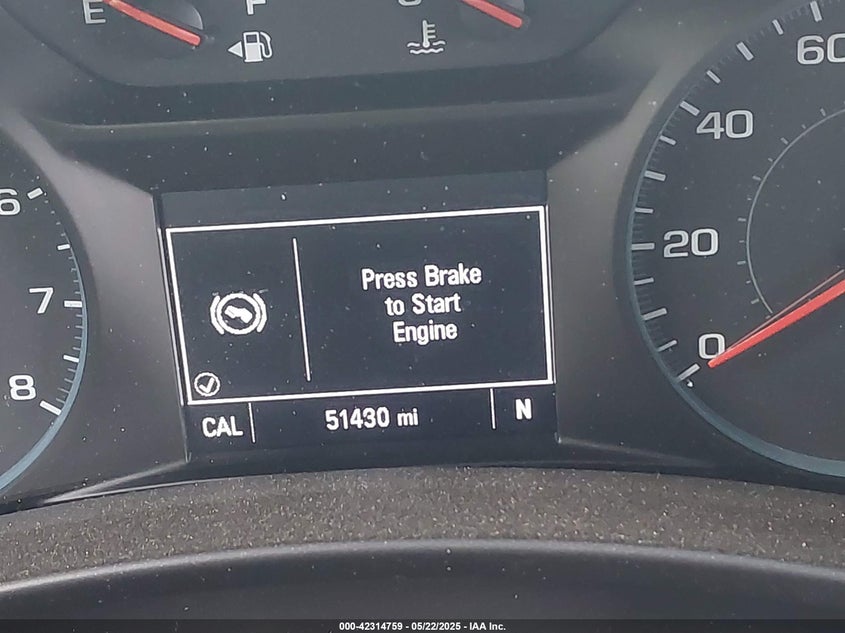 E F C
6
7
8
Press Brake
to Start
Engine
CAL 51430 mi N
60
40
20
0
000-42314759 - 05/22/2025 - IAA Inc.